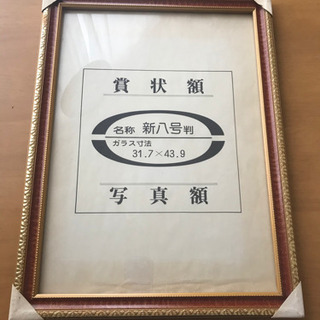 賞状額
名称 新八号判
ガラス寸法
31.7×43.9
写真額